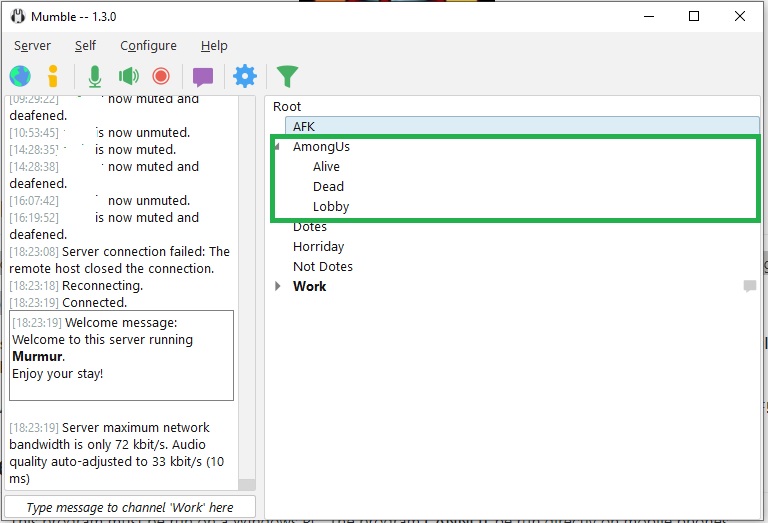 Mumble -- 1.3.0
Server Self Configure Help
[09:29:22] now muted and
deafened.
[10:53:45] is now unmuted.
[14:28:35] is now muted.
[14:28:38] now muted and
deafened.
[16:07:42] now unmuted.
[16:19:52] is now muted and
deafened.
[18:23:08] Server connection failed: The
remote host closed the connection.
[18:23:18] Reconnecting.
[18:23:19] Connected.
[18:23:19] Welcome message:
Welcome to this server running
Murmur.
Enjoy your stay!
[18:23:19] Server maximum network
bandwidth is only 72 kbit/s. Audio
quality auto-adjusted to 33 kbit/s (10
ms)
Type message to channel 'Work' here
Root
AFK
AmongUs
Alive
Dead
Lobby
Dotes
Horriday
Not Dotes
Work